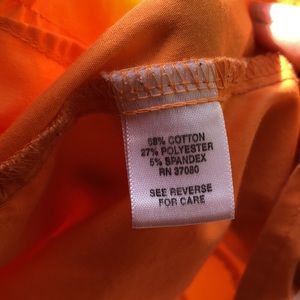 68% COTTON
27% POLYESTER
5% SPANDEX
RN 37080
SEE REVERSE
FOR CARE